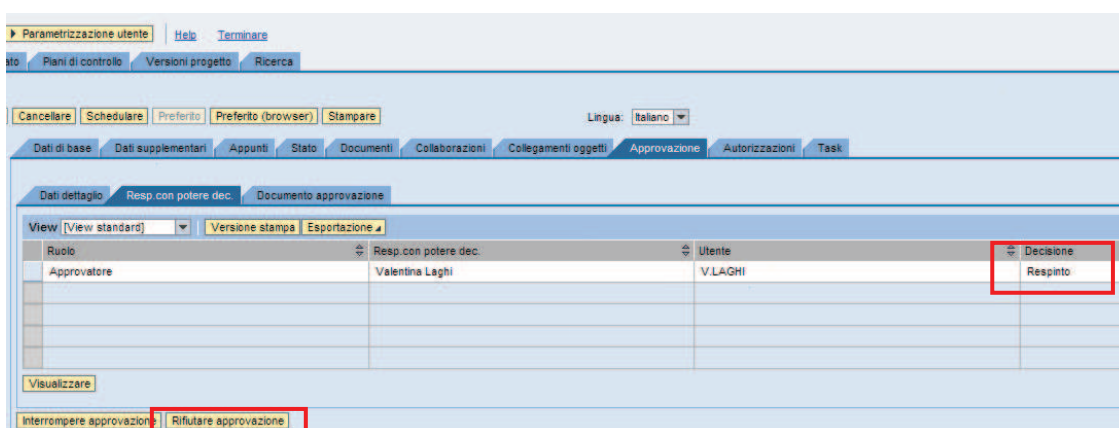 Parametrizzazione utente Help Terminare
ato Piani di controllo Versioni progetto Ricerca
Cancellare Schedulare Preferito Preferito (browser) Stampare Lingua: Italiano
Dati di base Dati supplementari Appunti Stato Documenti Collaborazioni Collegamenti oggetti Approvazione Autorizzazioni Task
Dati dettaglio Resp.con potere dec. Documento approvazione
View [View standard] Versione stampa Esportazione
Ruolo Resp.con potere dec. Utente Decisione
Approvatore Valentina Laghi V.LAGHI Respinto
Visualizzare
Interrompere approvazione Rifiutare approvazione